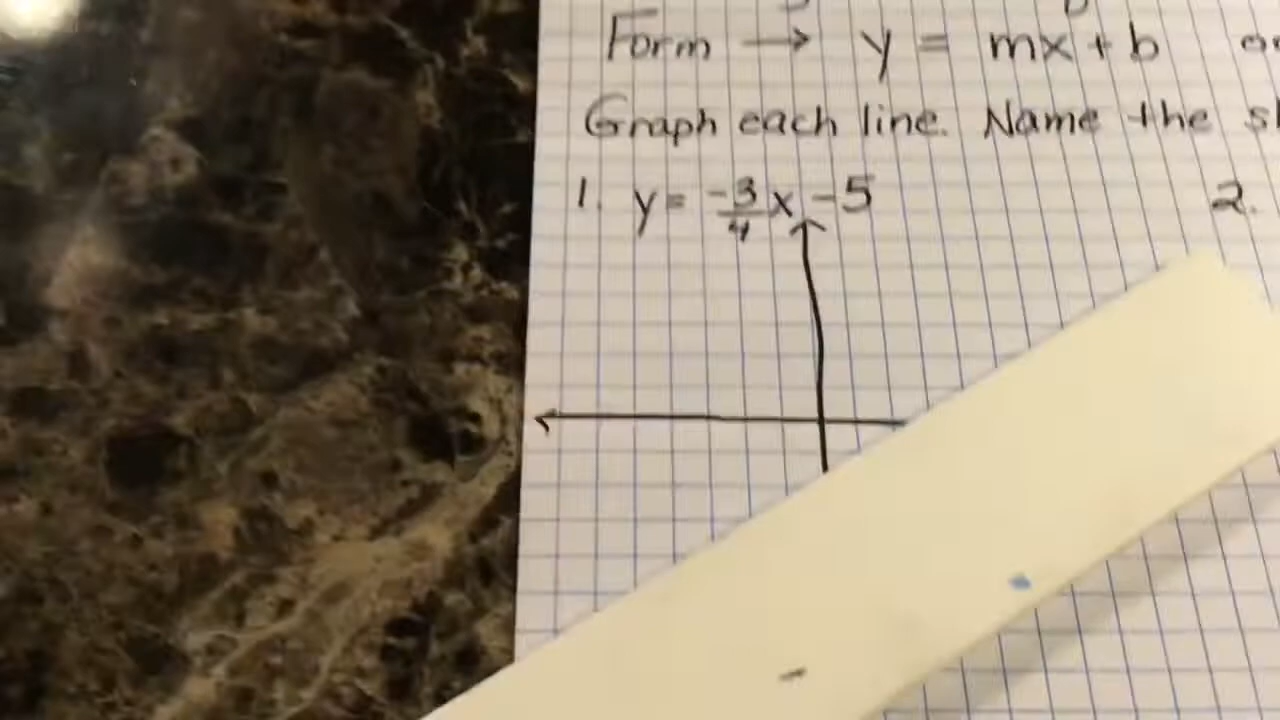 Form → y = mx + b
Graph each line. Name the
1. y = -3/4 x - 5
2.